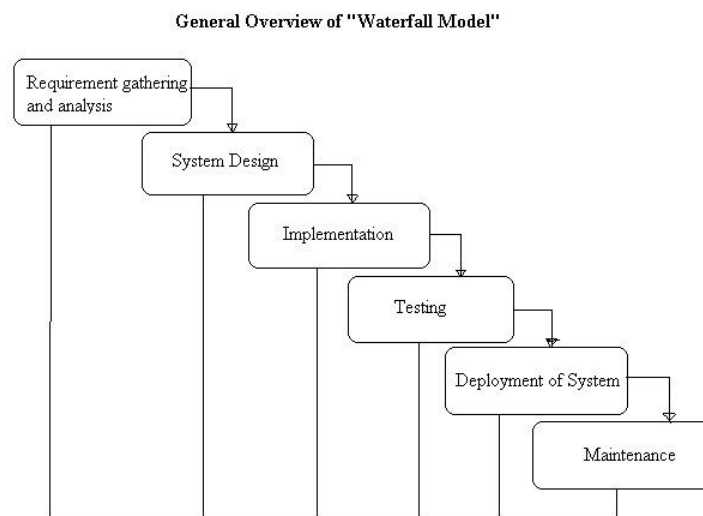 General Overview of "Waterfall Model"
Requirement gathering
and analysis
System Design
Implementation
Testing
Deployment of System
Maintenance